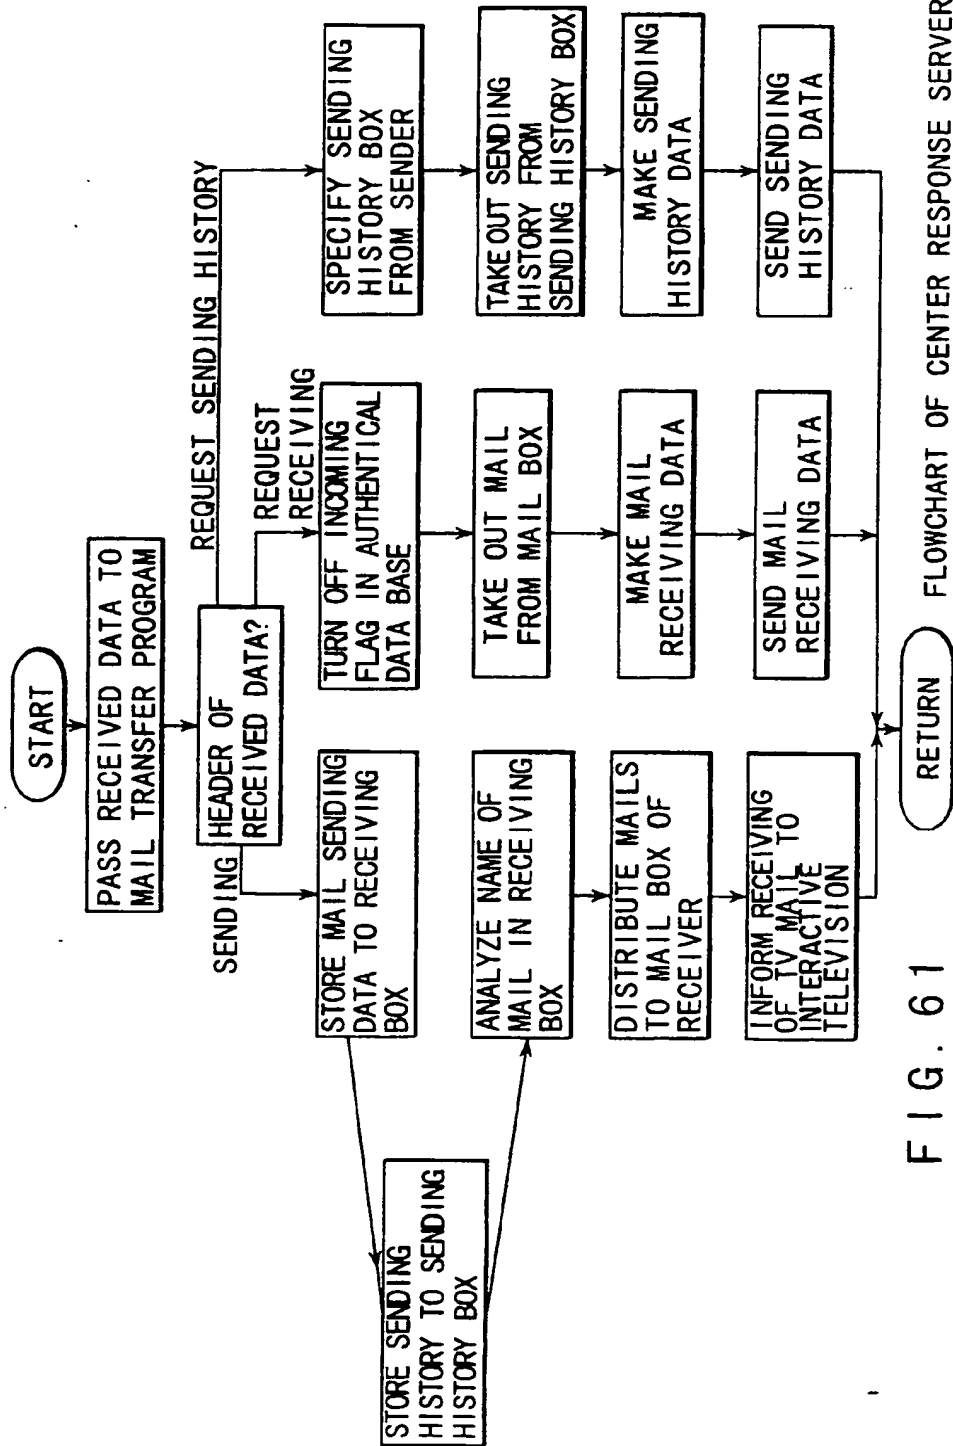 START
PASS RECEIVED DATA TO
MAIL TRANSFER PROGRAM
HEADER OF
RECEIVED DATA?
SENDING
REQUEST
RECEIVING
REQUEST SENDING HISTORY
STORE MAIL SENDING
DATA TO RECEIVING
BOX
STORE SENDING
HISTORY TO SENDING
HISTORY BOX
ANALYZE NAME OF
MAIL IN RECEIVING
BOX
DISTRIBUTE MAILS
TO MAIL BOX OF
RECEIVER
INFORM RECEIVING
OF TV MAIL TO
INTERACTIVE
TELEVISION
TURN OFF INCOMING
FLAG IN AUTHENTICAL
DATA BASE
TAKE OUT MAIL
FROM MAIL BOX
MAKE MAIL
RECEIVING DATA
SEND MAIL
RECEIVING DATA
SPECIFY SENDING
HISTORY BOX
FROM SENDER
TAKE OUT SENDING
HISTORY FROM
SENDING HISTORY BOX
MAKE SENDING
HISTORY DATA
SEND SENDING
HISTORY DATA
RETURN
FIG. 61
FLOWCHART OF CENTER RESPONSE SERVER